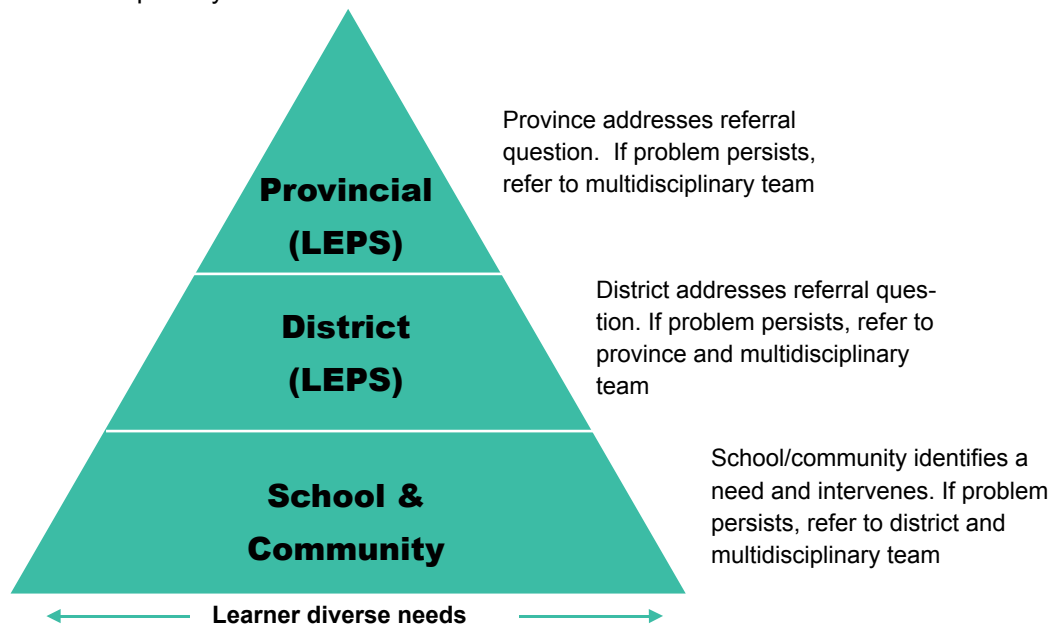 Province addresses referral
question. If problem persists,
refer to multidisciplinary team
Provincial
(LEPS)
District addresses referral ques-
tion. If problem persists, refer to
province and multidisciplinary
team
District
(LEPS)
School/community identifies a
need and intervenes. If problem
persists, refer to district and
multidisciplinary team
School &
Community
Learner diverse needs